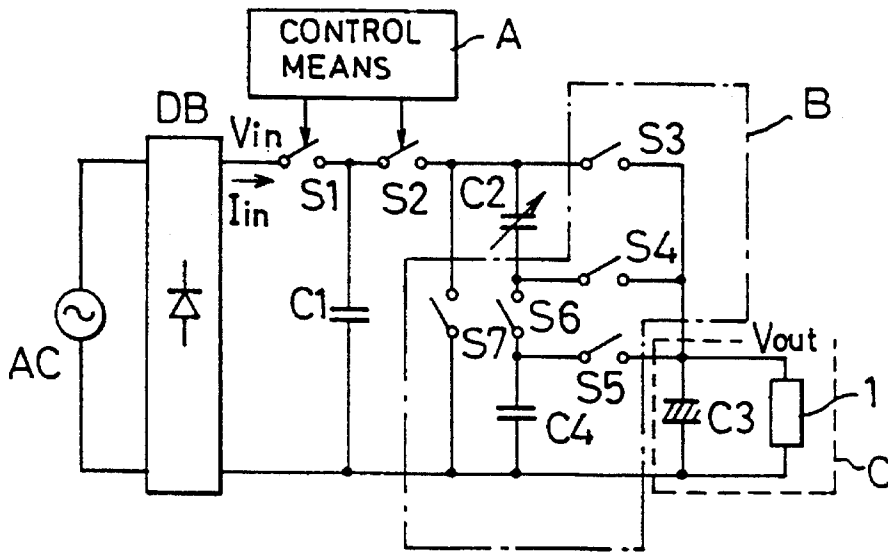 CONTROL
MEANS
A
DB
Vin
Iin
S1
S2
C2
S3
B
S4
C1
S7
S6
AC
S5
Vout
C4
C3
1
C